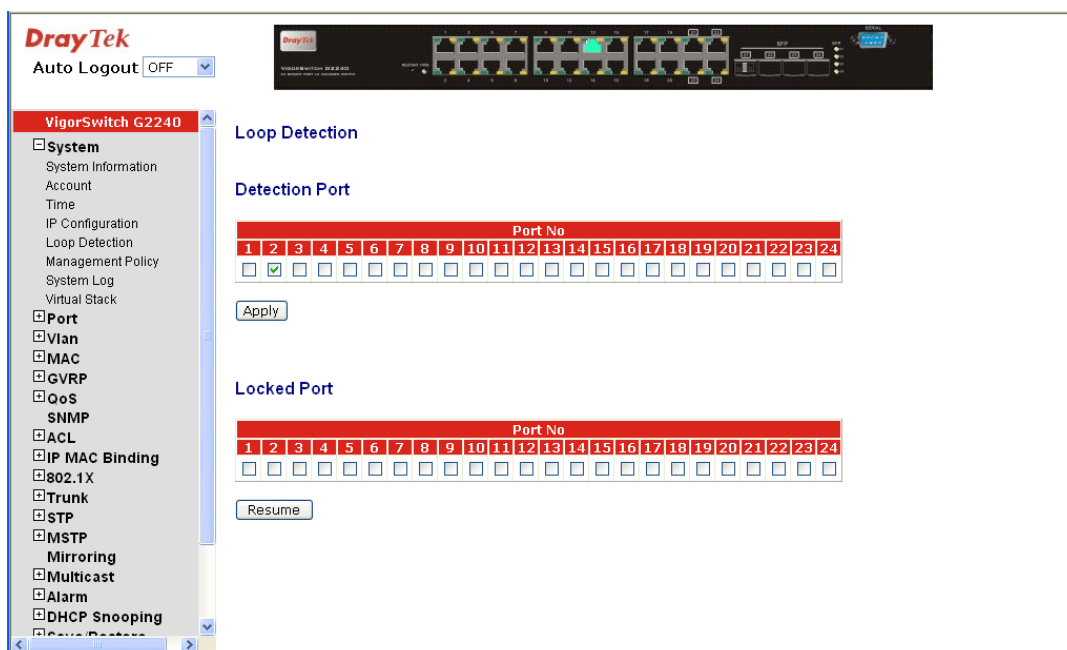 DrayTek
Auto Logout OFF
VigorSwitch G2240
System
System Information
Account
Time
IP Configuration
Loop Detection
Management Policy
System Log
Virtual Stack
Port
Vlan
MAC
GVRP
QoS
SNMP
ACL
IP MAC Binding
802.1X
Trunk
STP
MSTP
Mirroring
Multicast
Alarm
DHCP Snooping
DrayTek
VIGORSWITCH G2240
SFP
SERIAL
Loop Detection
Detection Port
Port No
1 2 3 4 5 6 7 8 9 10 11 12 13 14 15 16 17 18 19 20 21 22 23 24
Apply
Locked Port
Port No
1 2 3 4 5 6 7 8 9 10 11 12 13 14 15 16 17 18 19 20 21 22 23 24
Resume